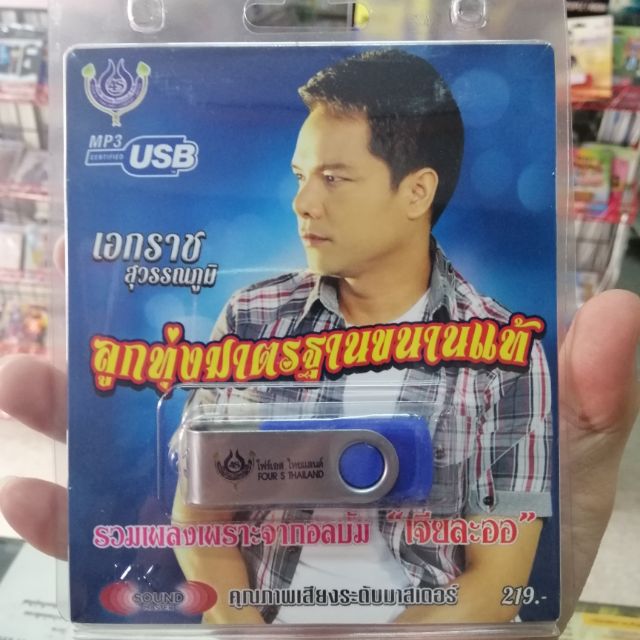 MP3
CERTIFIED
USB
เอกราช
สุวรรณภูมิ
ลูกทุ่งมาตรฐานขนานแท้
4S
โฟร์เอส ไทยแลนด์
FOUR S THAILAND
รวมเพลงเพราะจากอลบั้ม "เจียละออ"
SOUND
MASTER
คุณภาพเสียงระดับมาสเตอร์
219.-